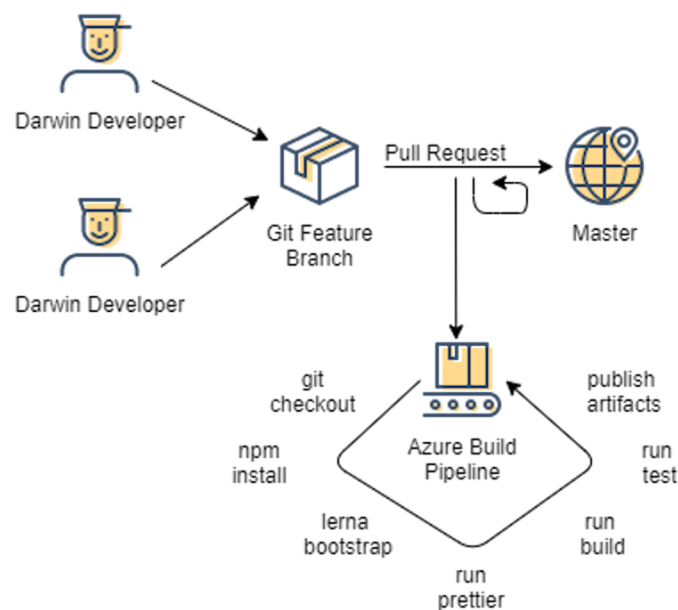 Darwin Developer
Pull Request
Git Feature
Branch
Master
Darwin Developer
git
checkout
publish
artifacts
Azure Build
Pipeline
npm
install
run
test
lerna
bootstrap
run
build
run
prettier